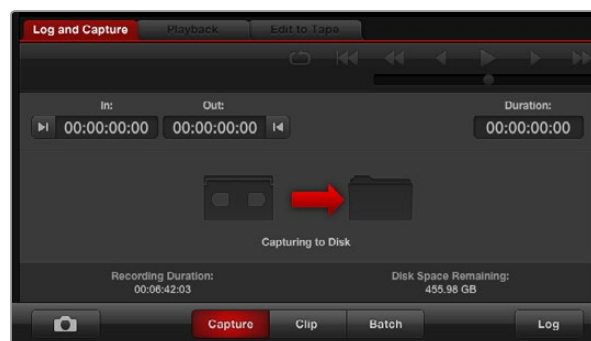 Log and Capture Playback Edit to Tape
In: Out: Duration:
00:00:00:00 00:00:00:00 00:00:00:00
Capturing to Disk
Recording Duration: Disk Space Remaining:
00:06:42:03 455.98 GB
Capture Clip Batch Log